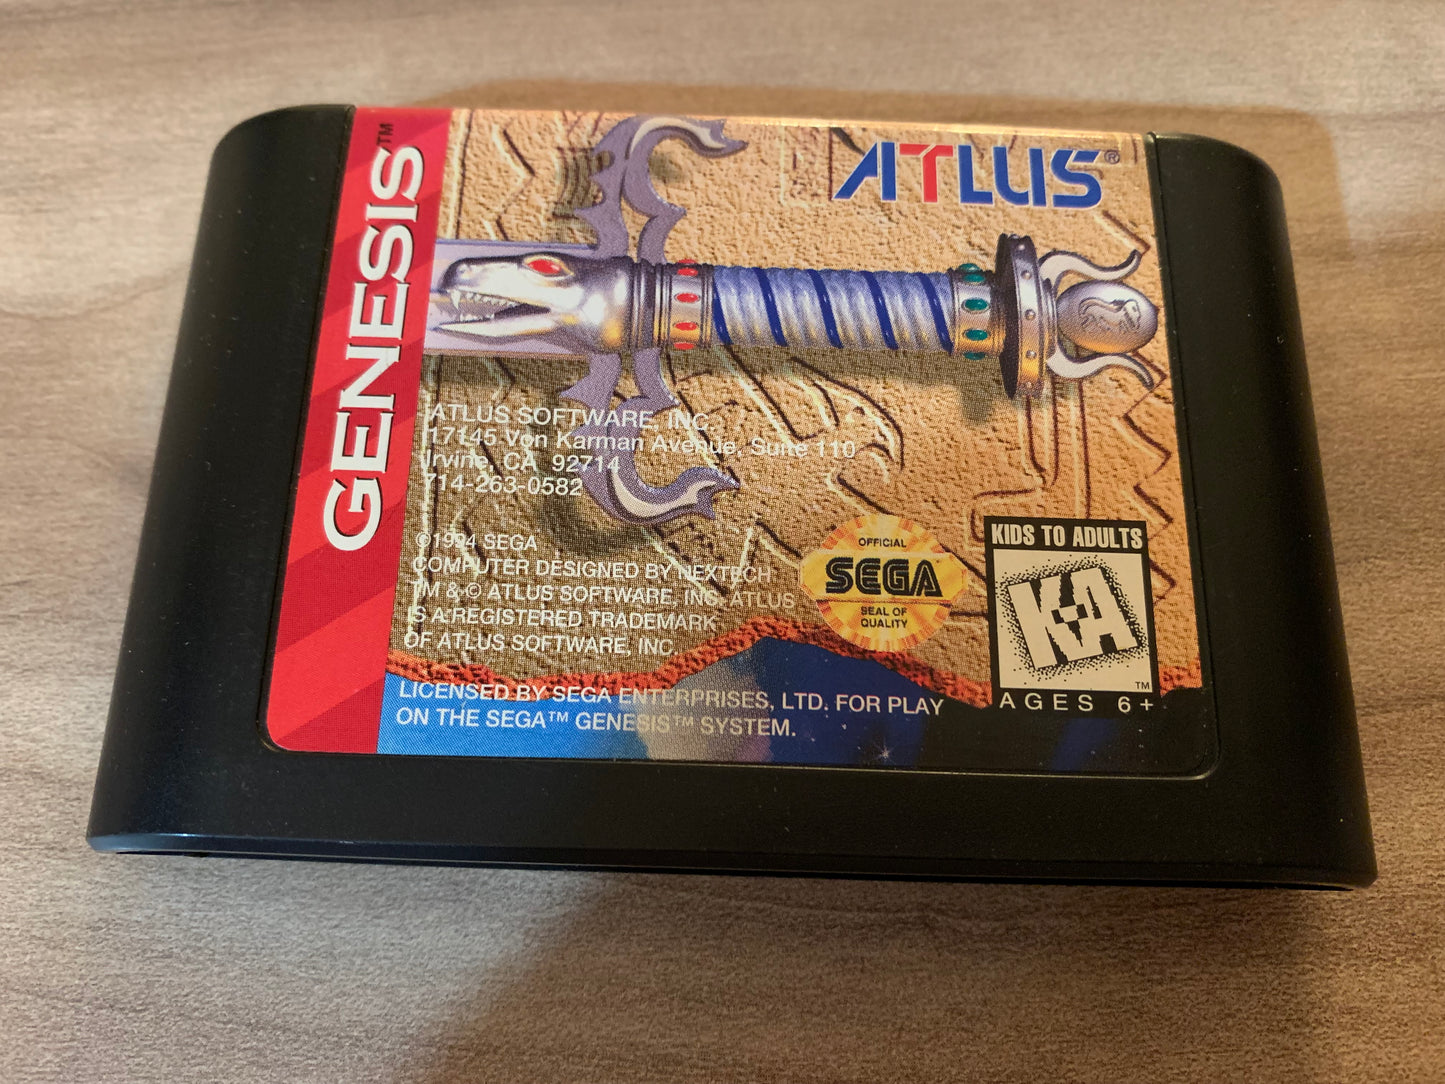 GENESIS™
ATLUS®
ATLUS SOFTWARE, INC.
17145 Von Karman Avenue, Suite 110
Irvine, CA 92714
714-263-0582
©1994 SEGA
COMPUTER DESIGNED BY NEXTECH
TM & © ATLUS SOFTWARE, INC. ATLUS
IS A REGISTERED TRADEMARK
OF ATLUS SOFTWARE, INC.
LICENSED BY SEGA ENTERPRISES, LTD. FOR PLAY
ON THE SEGA™ GENESIS™ SYSTEM.
OFFICIAL
SEGA
SEAL OF
QUALITY
KIDS TO ADULTS
K-A
TM
AGES 6+